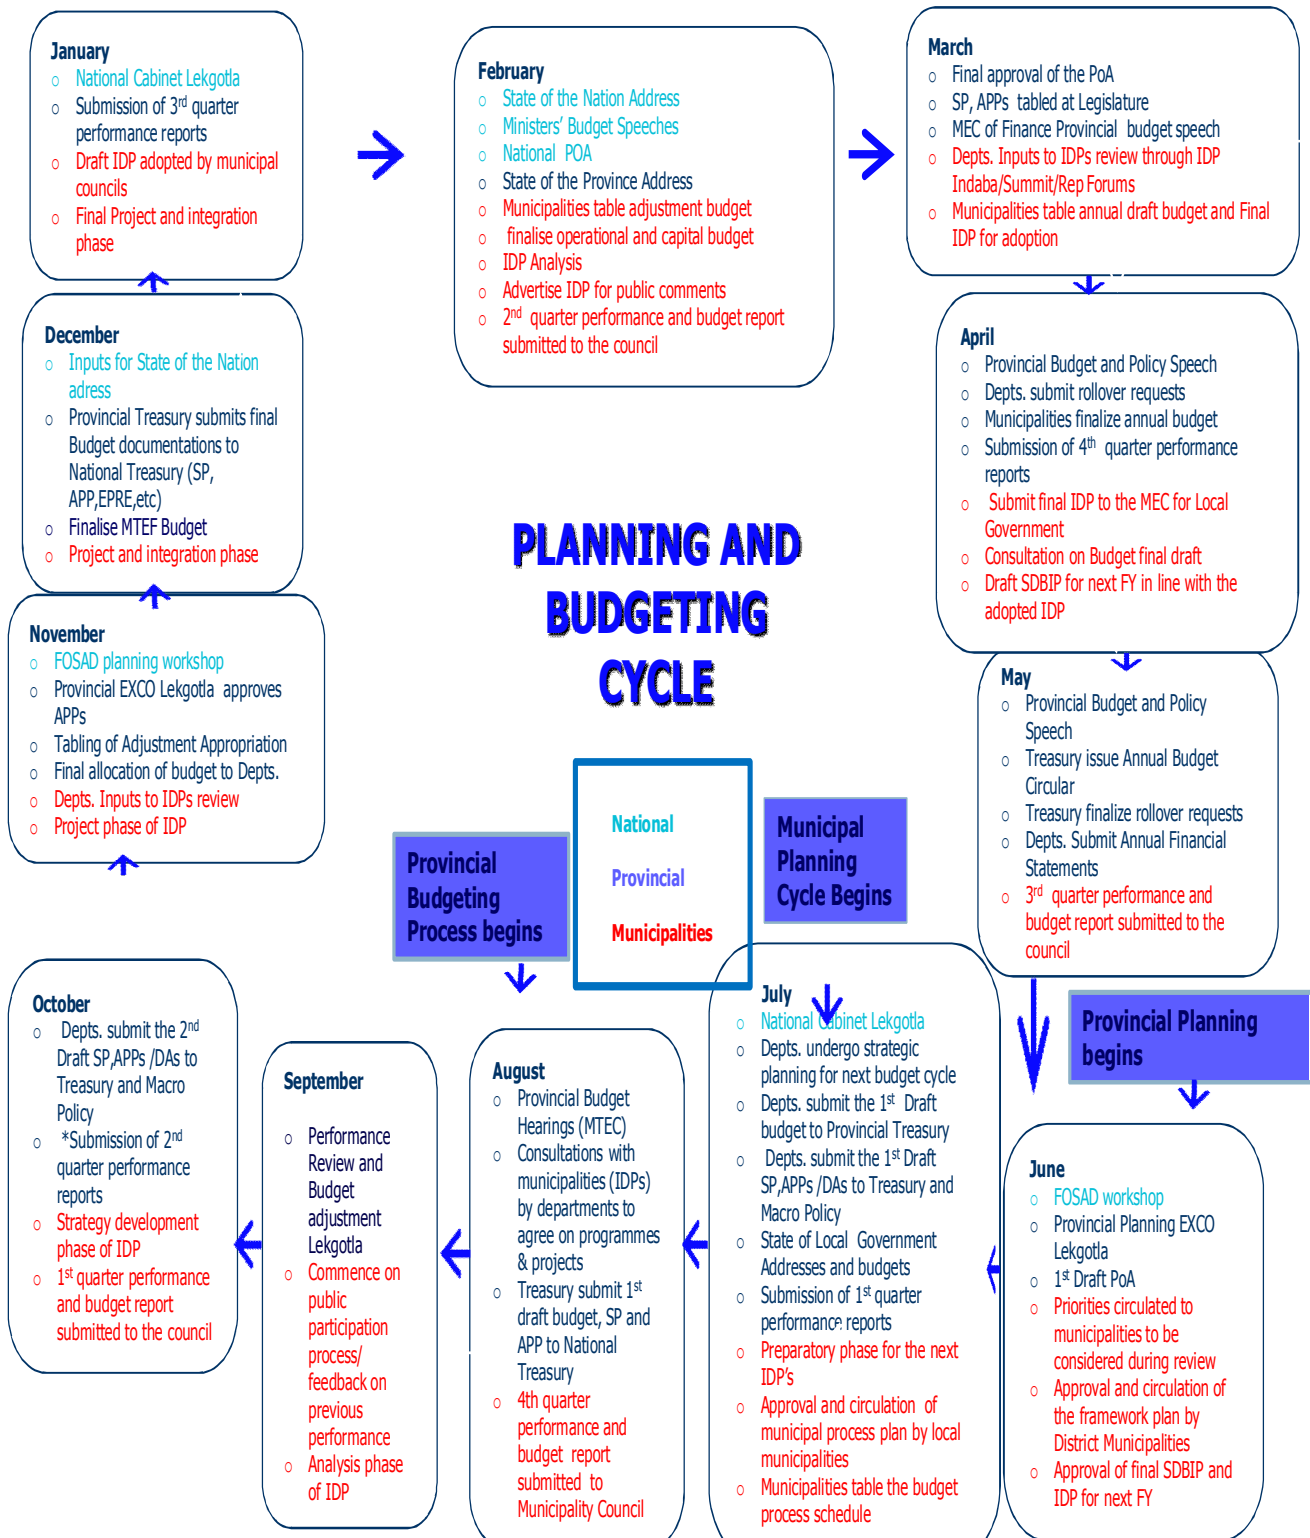 January
o National Cabinet Lekgotla
o Submission of 3rd quarter
performance reports
o Draft IDP adopted by municipal
councils
o Final Project and integration
phase
February
o State of the Nation Address
o Ministers' Budget Speeches
o National POA
o State of the Province Address
o Municipalities table adjustment budget
o finalise operational and capital budget
o IDP Analysis
o Advertise IDP for public comments
o 2nd quarter performance and budget report
submitted to the council
March
o Final approval of the PoA
o SP, APPs tabled at Legislature
o MEC of Finance Provincial budget speech
o Depts. Inputs to IDPs review through IDP
Indaba/Summit/Rep Forums
o Municipalities table annual draft budget and Final
IDP for adoption
December
o Inputs for State of the Nation
adress
o Provincial Treasury submits final
Budget documentations to
National Treasury (SP,
APP,EPRE,etc)
o Finalise MTEF Budget
o Project and integration phase
April
o Provincial Budget and Policy Speech
o Depts. submit rollover requests
o Municipalities finalize annual budget
o Submission of 4th quarter performance
reports
o Submit final IDP to the MEC for Local
Government
o Consultation on Budget final draft
o Draft SDBIP for next FY in line with the
adopted IDP
PLANNING AND
BUDGETING
CYCLE
November
o FOSAD planning workshop
o Provincial EXCO Lekgotla approves
APPs
o Tabling of Adjustment Appropriation
o Final allocation of budget to Depts.
o Depts. Inputs to IDPs review
o Project phase of IDP
May
o Provincial Budget and Policy
Speech
o Treasury issue Annual Budget
Circular
o Treasury finalize rollover requests
o Depts. Submit Annual Financial
Statements
o 3rd quarter performance and
budget report submitted to the
council
Provincial
Budgeting
Process begins
National
Provincial
Municipalities
Municipal
Planning
Cycle Begins
Provincial Planning
begins
October
o Depts. submit the 2nd
Draft SP,APPs /DAs to
Treasury and Macro
Policy
o *Submission of 2nd
quarter performance
reports
o Strategy development
phase of IDP
o 1st quarter performance
and budget report
submitted to the council
September
o Performance
Review and
Budget
adjustment
Lekgotla
o Commence on
public
participation
process/
feedback on
previous
performance
o Analysis phase
of IDP
August
o Provincial Budget
Hearings (MTEC)
o Consultations with
municipalities (IDPs)
by departments to
agree on programmes
& projects
o Treasury submit 1st
draft budget, SP and
APP to National
Treasury
o 4th quarter
performance and
budget report
submitted to
Municipality Council
July
o National Cabinet Lekgotla
o Depts. undergo strategic
planning for next budget cycle
o Depts. submit the 1st Draft
budget to Provincial Treasury
o Depts. submit the 1st Draft
SP,APPs /DAs to Treasury and
Macro Policy
o State of Local Government
Addresses and budgets
o Submission of 1st quarter
performance reports
o Preparatory phase for the next
IDP's
o Approval and circulation of
municipal process plan by local
municipalities
o Municipalities table the budget
process schedule
June
o FOSAD workshop
o Provincial Planning EXCO
Lekgotla
o 1st Draft PoA
o Priorities circulated to
municipalities to be
considered during review
o Approval and circulation of
the framework plan by
District Municipalities
o Approval of final SDBIP and
IDP for next FY